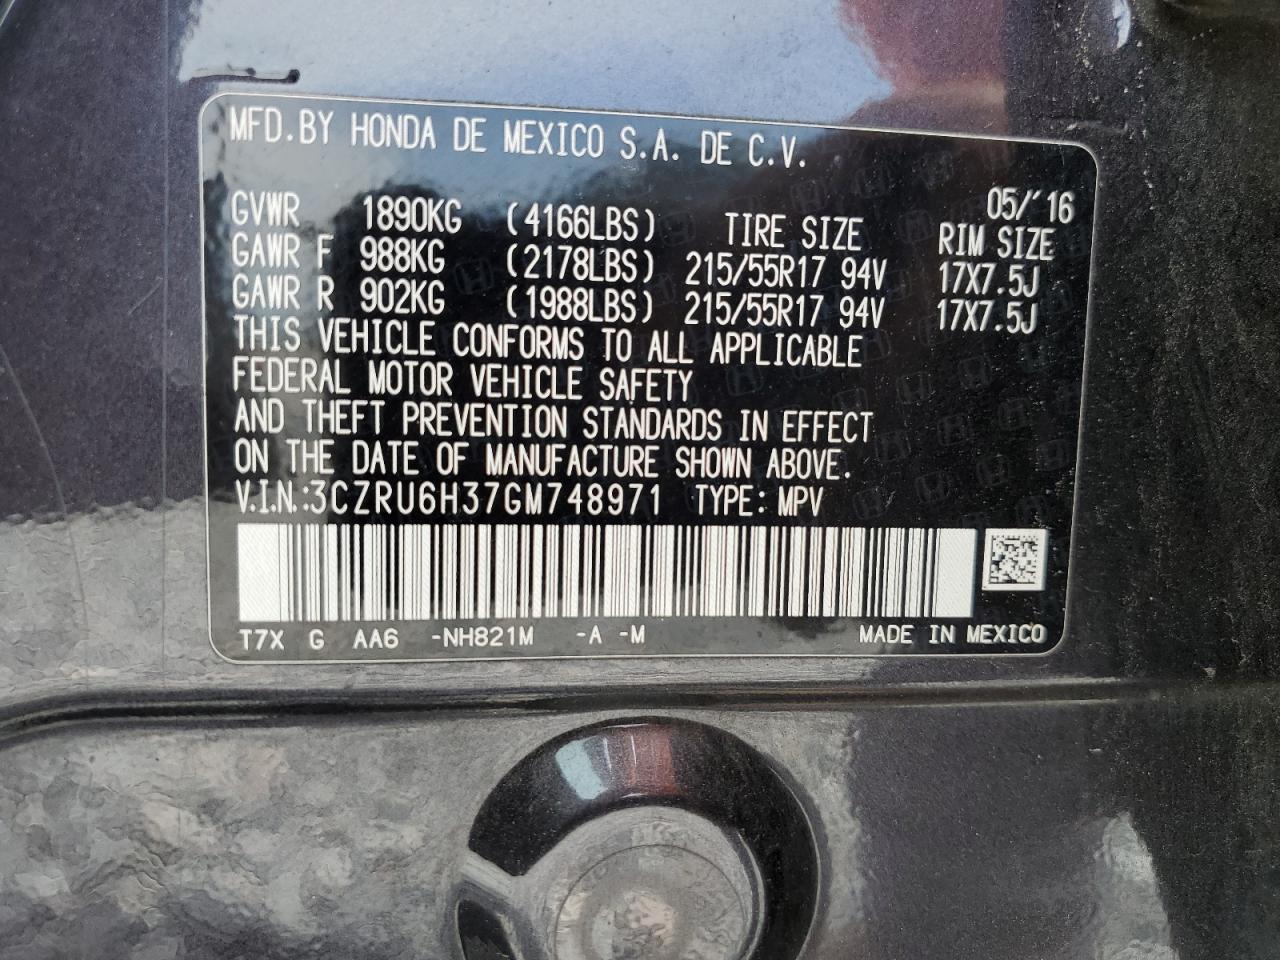 MFD.BY HONDA DE MEXICO S.A. DE C.V.
05/'16
GVWR 1890KG (4166LBS) TIRE SIZE RIM SIZE
GAWR F 988KG (2178LBS) 215/55R17 94V 17X7.5J
GAWR R 902KG (1988LBS) 215/55R17 94V 17X7.5J
THIS VEHICLE CONFORMS TO ALL APPLICABLE
FEDERAL MOTOR VEHICLE SAFETY
AND THEFT PREVENTION STANDARDS IN EFFECT
ON THE DATE OF MANUFACTURE SHOWN ABOVE.
V.I.N.:3CZRU6H37GM748971 TYPE: MPV
T7X G AA6 -NH821M -A -M MADE IN MEXICO